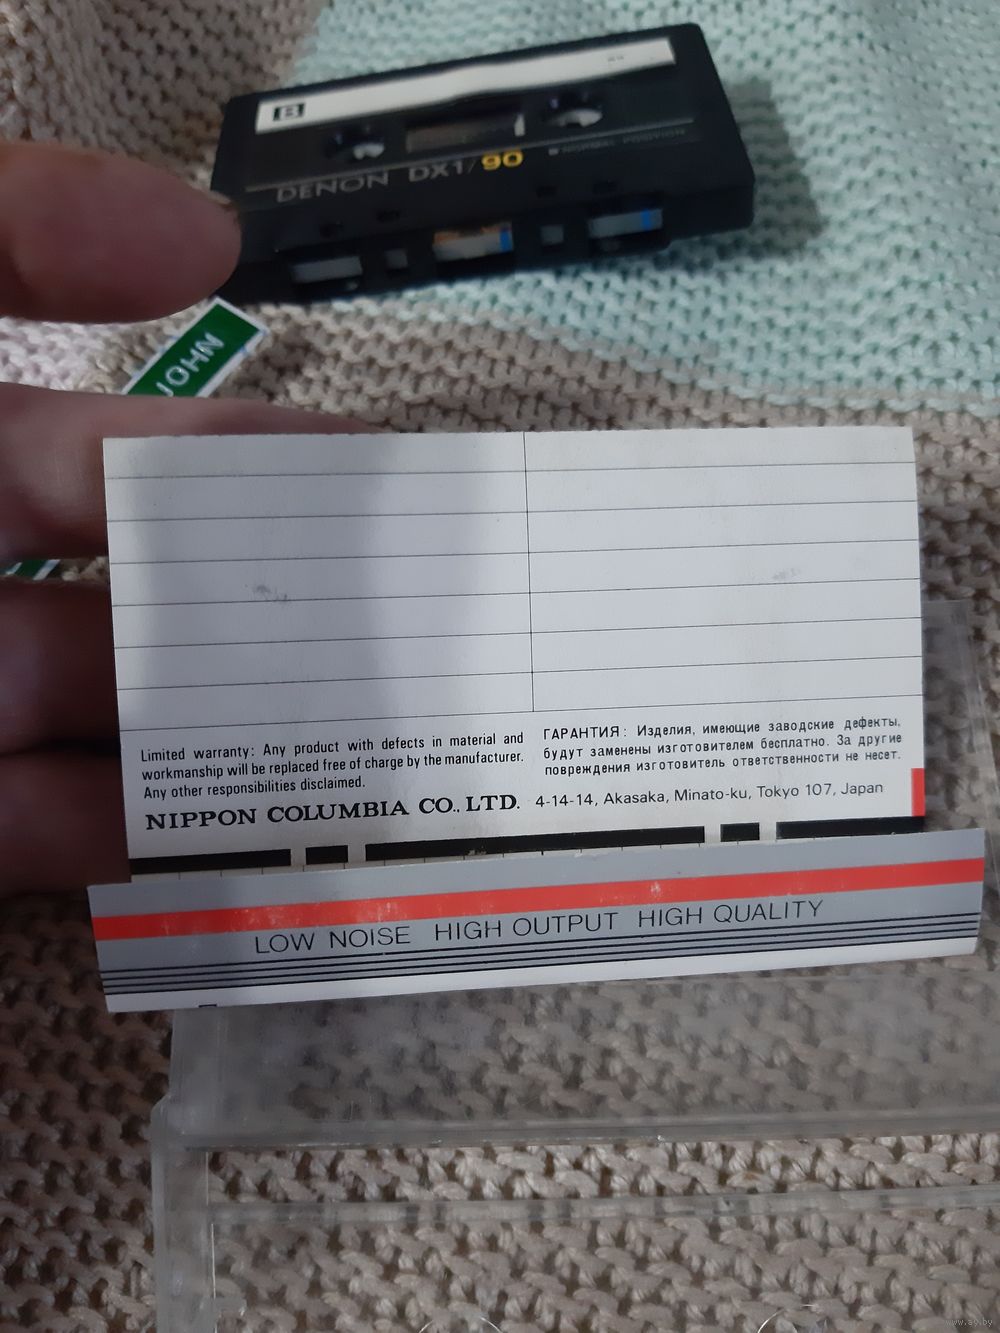 B
DENON DX1/90
NORMAL POSITION
JOHN
Limited warranty: Any product with defects in material and
workmanship will be replaced free of charge by the manufacturer.
Any other responsibilities disclaimed.
ГАРАНТИЯ: Изделия, имеющие заводские дефекты,
будут заменены изготовителем бесплатно. За другие
повреждения изготовитель ответственности не несет.
NIPPON COLUMBIA CO., LTD. 4-14-14, Akasaka, Minato-ku, Tokyo 107, Japan
LOW NOISE HIGH OUTPUT HIGH QUALITY
www.ay.by